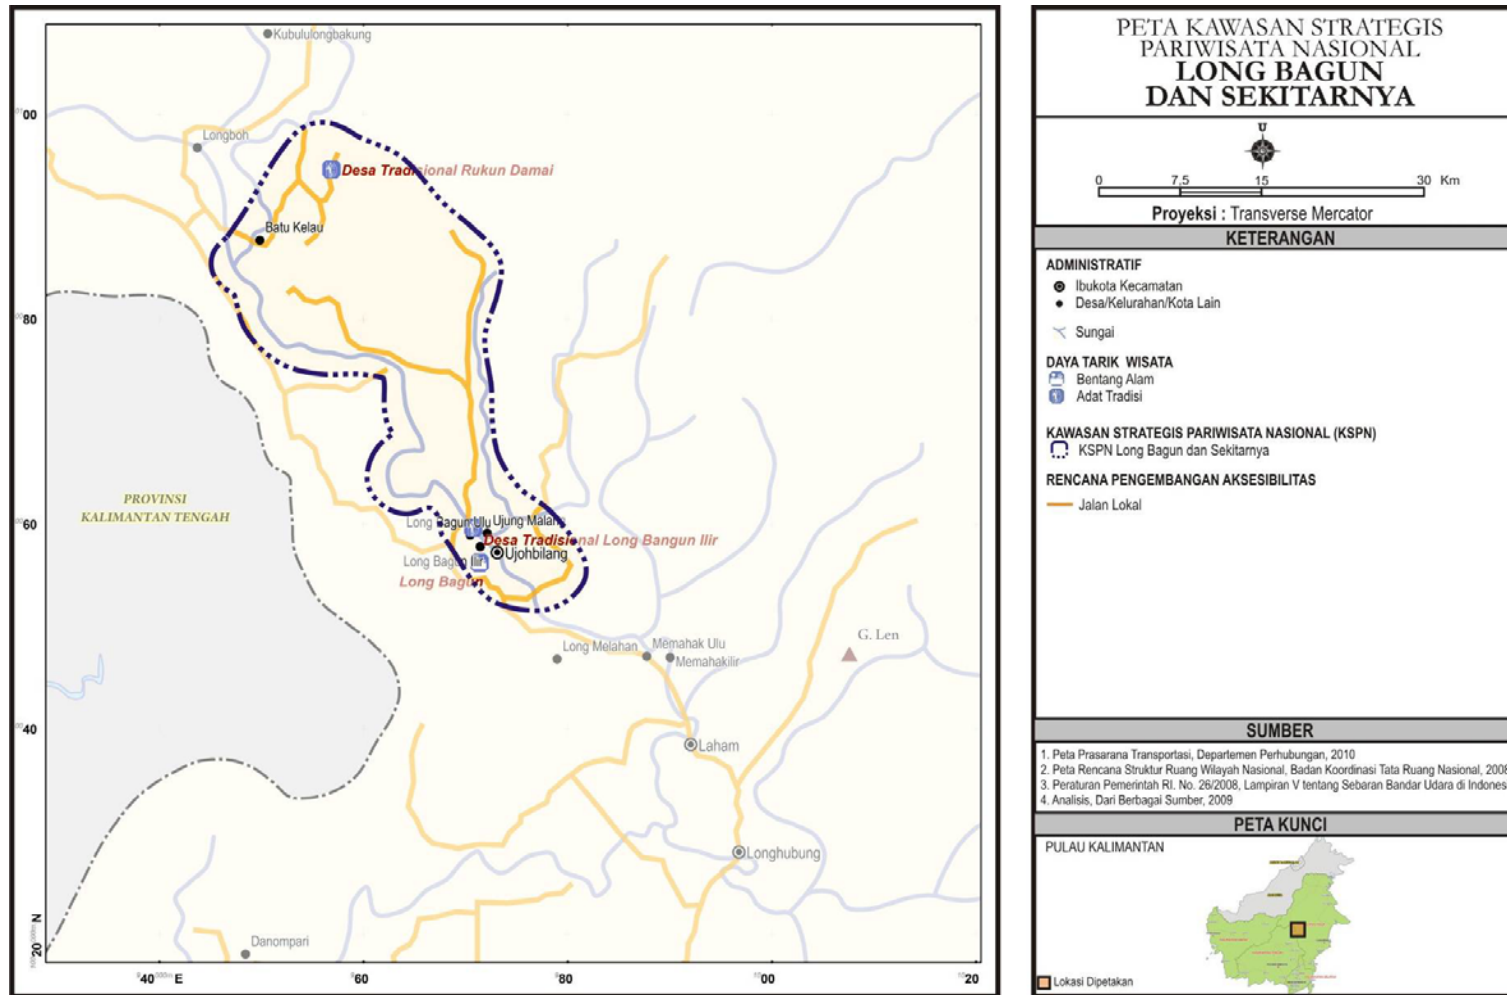 Kubululongbakung
00
Longboh
Desa Tradisional Rukun Damai
Batu Kelau
80
PROVINSI
KALIMANTAN TENGAH
60
Long Bagun Ulu
Ujung Malang
Desa Tradisional Long Bangun Ilir
Ujohbilang
Long Bagun Ilir
Long Bagun
Long Melahan
Memahak Ulu
Memahakilir
G. Len
40
Laham
Longhubung
Danompari
20
N
40 E
60
80
00
20
PETA KAWASAN STRATEGIS
PARIWISATA NASIONAL
LONG BAGUN
DAN SEKITARNYA
U
0 7,5 15 30 Km
Proyeksi : Transverse Mercator
KETERANGAN
ADMINISTRATIF
Ibukota Kecamatan
Desa/Kelurahan/Kota Lain
Sungai
DAYA TARIK WISATA
Bentang Alam
Adat Tradisi
KAWASAN STRATEGIS PARIWISATA NASIONAL (KSPN)
KSPN Long Bagun dan Sekitarnya
RENCANA PENGEMBANGAN AKSESIBILITAS
Jalan Lokal
SUMBER
1. Peta Prasarana Transportasi, Departemen Perhubungan, 2010
2. Peta Rencana Struktur Ruang Wilayah Nasional, Badan Koordinasi Tata Ruang Nasional, 2008
3. Peraturan Pemerintah RI. No. 26/2008, Lampiran V tentang Sebaran Bandar Udara di Indones
4. Analisis, Dari Berbagai Sumber, 2009
PETA KUNCI
PULAU KALIMANTAN
Lokasi Dipetakan